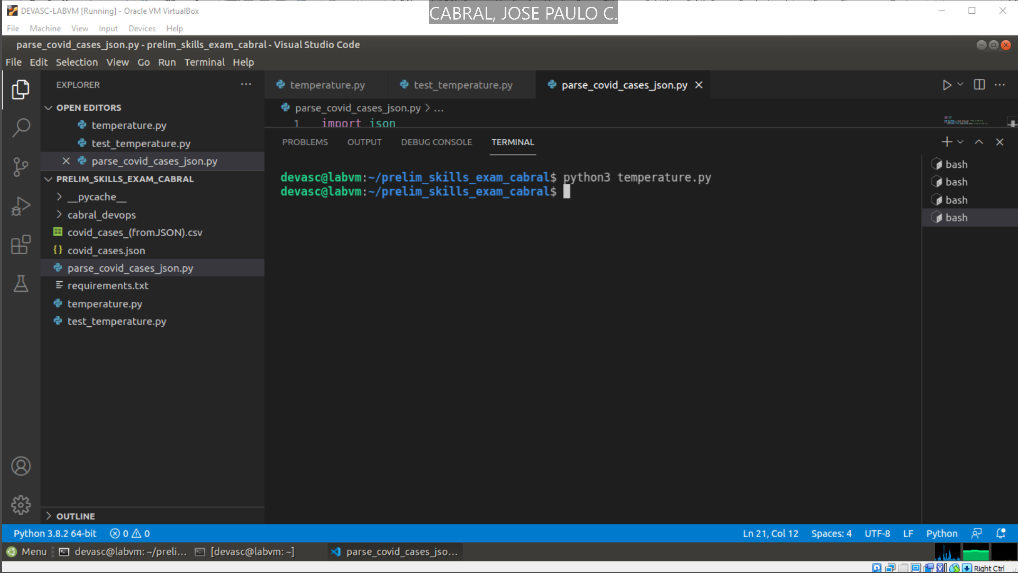 DEVASC-LABVM [Running] - Oracle VM VirtualBox
CABRAL, JOSE PAULO C.
File Machine View Input Devices Help
parse_covid_cases_json.py - prelim_skills_exam_cabral - Visual Studio Code
File Edit Selection View Go Run Terminal Help
EXPLORER
temperature.py
test_temperature.py
parse_covid_cases_json.py
OPEN EDITORS
temperature.py
test_temperature.py
parse_covid_cases_json.py
PRELIM_SKILLS_EXAM_CABRAL
__pycache__
cabral_devops
covid_cases_(fromJSON).csv
covid_cases.json
parse_covid_cases_json.py
requirements.txt
temperature.py
test_temperature.py
OUTLINE
parse_covid_cases_json.py > ...
1 import json
PROBLEMS OUTPUT DEBUG CONSOLE TERMINAL
devasc@labvm:~/prelim_skills_exam_cabral$ python3 temperature.py
devasc@labvm:~/prelim_skills_exam_cabral$
bash
bash
bash
bash
Python 3.8.2 64-bit 0 0 Ln 21, Col 12 Spaces: 4 UTF-8 LF Python
Menu devasc@labvm: ~/preli... [devasc@labvm: ~] parse_covid_cases_jso...
Right Ctrl